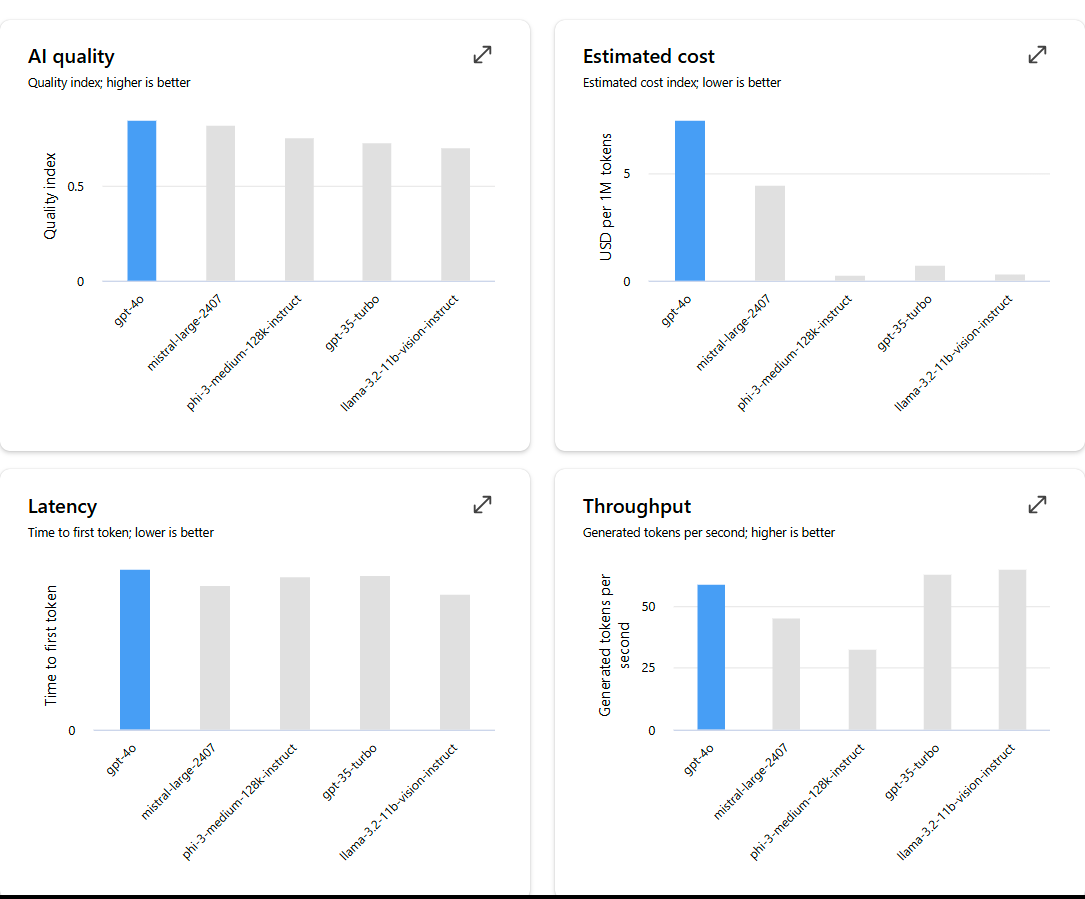 AI quality
Quality index; higher is better
Quality index
0.5
0
gpt-4o
mistral-large-2407
phi-3-medium-128k-instruct
gpt-35-turbo
llama-3.2-11b-vision-instruct
Estimated cost
Estimated cost index; lower is better
USD per 1M tokens
5
0
gpt-4o
mistral-large-2407
phi-3-medium-128k-instruct
gpt-35-turbo
llama-3.2-11b-vision-instruct
Latency
Time to first token; lower is better
Time to first token
0
gpt-4o
mistral-large-2407
phi-3-medium-128k-instruct
gpt-35-turbo
llama-3.2-11b-vision-instruct
Throughput
Generated tokens per second; higher is better
Generated tokens per
second
50
25
0
gpt-4o
mistral-large-2407
phi-3-medium-128k-instruct
gpt-35-turbo
llama-3.2-11b-vision-instruct